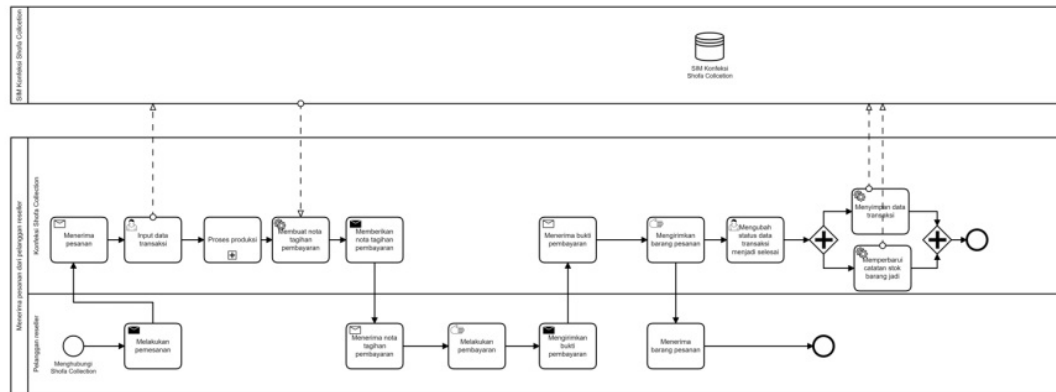 SIM Konfeksi Shofa Collcetion
SIM Konfeksi
Shofa Collcetion
Menerima pesanan dari pelanggan reseller
Konfeksi Shofa Collection
Menerima
pesanan
Input data
transaksi
Proses produksi
Membuat nota
tagihan
pembayaran
Memberikan
nota tagihan
pembayaran
Menerima bukti
pembayaran
Mengirimkan
barang pesanan
Mengubah
status data
transaksi
menjadi selesai
Menyimpan data
transaksi
Memperbarui
catatan stok
barang jadi
Pelanggan reseller
Menghubungi
Shofa Collection
Melakukan
pemesanan
Menerima nota
tagihan
pembayaran
Melakukan
pembayaran
Mengirimkan
bukti
pembayaran
Menerima
barang pesanan